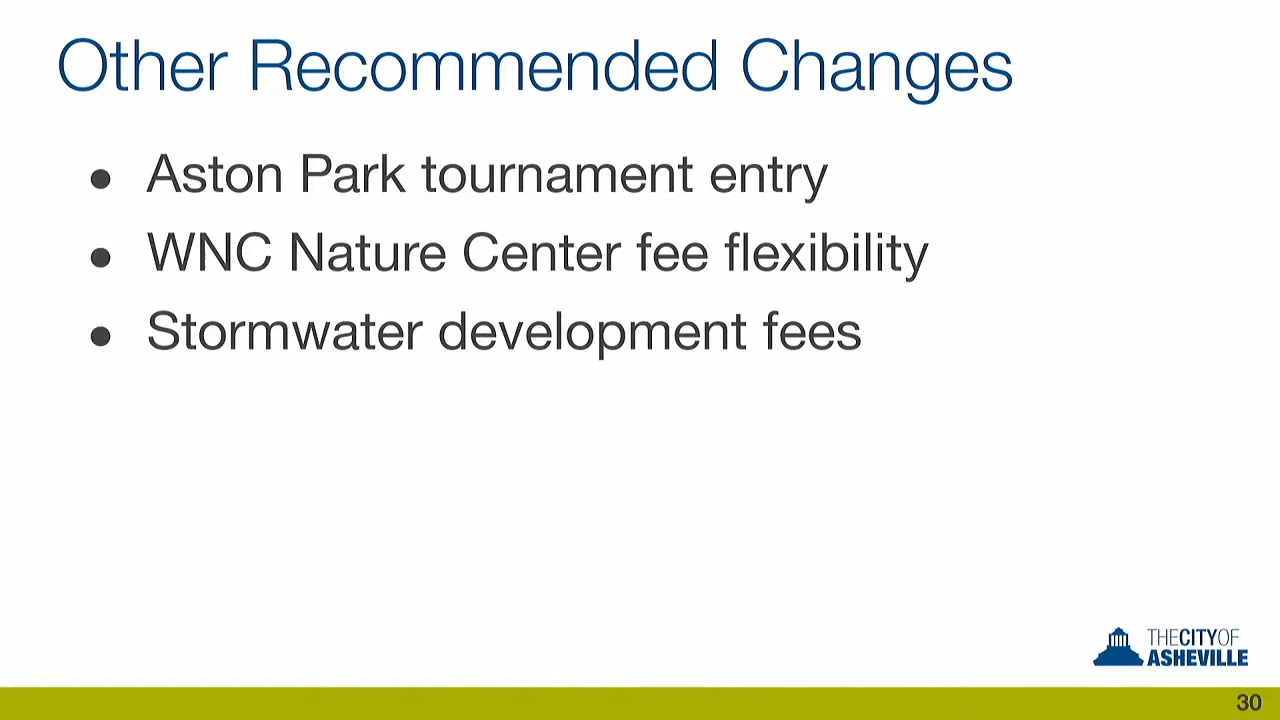 Other Recommended Changes
● Aston Park tournament entry
● WNC Nature Center fee flexibility
● Stormwater development fees
THECITYOF
ASHEVILLE
30